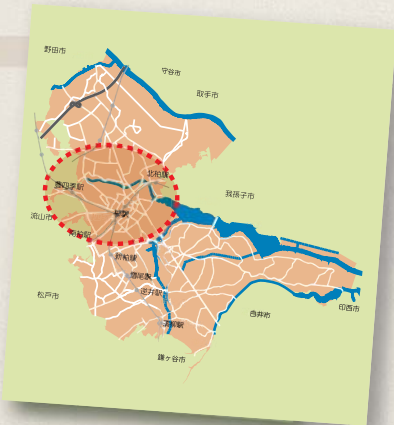 野田市
守谷市
取手市
北柏駅
豊四季駅
我孫子市
柏駅
流山市
南柏駅
新柏駅
増尾駅
逆井駅
松戸市
高柳駅
白井市
印西市
鎌ヶ谷市